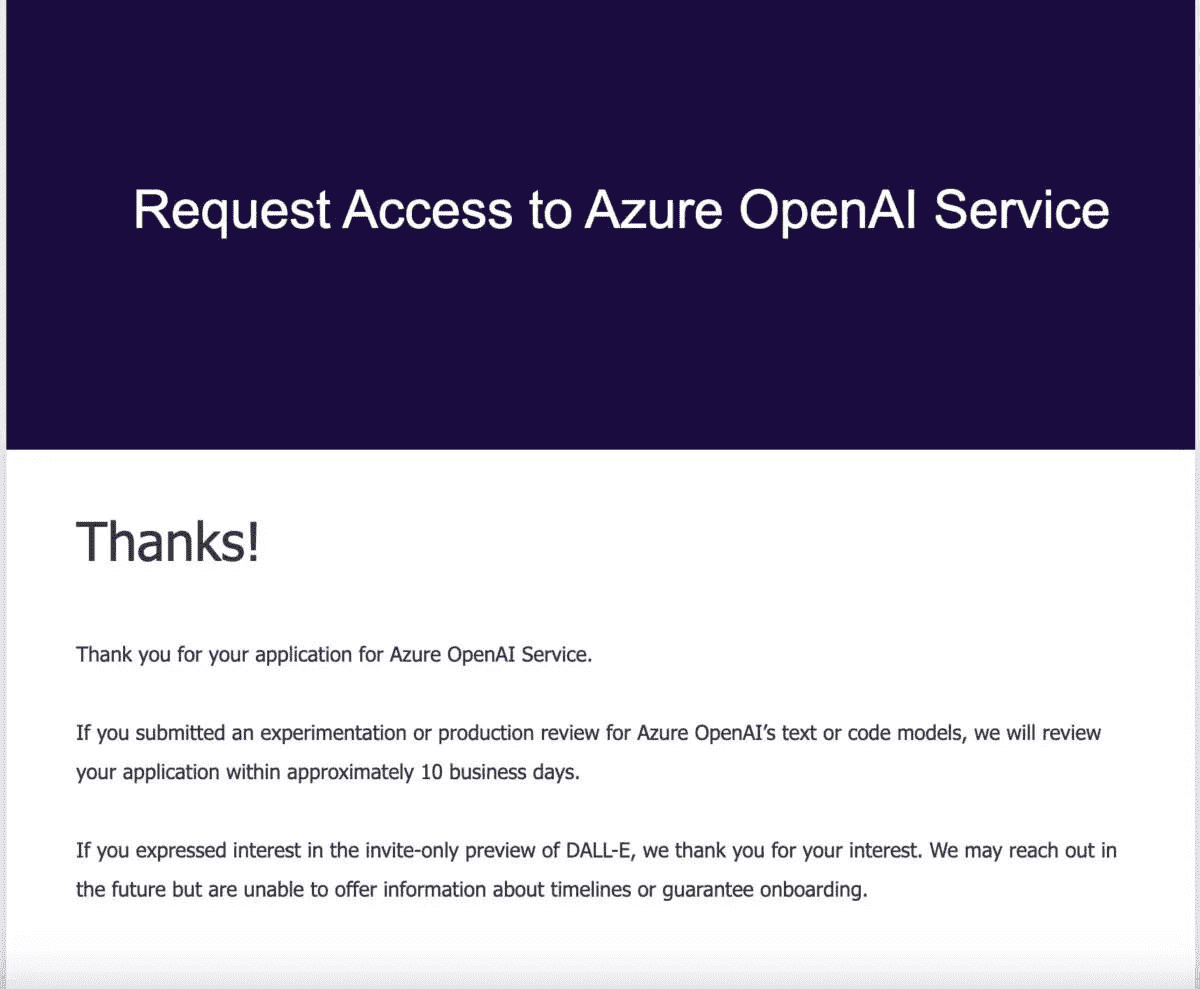 Request Access to Azure OpenAI Service
Thanks!
Thank you for your application for Azure OpenAI Service.
If you submitted an experimentation or production review for Azure OpenAI’s text or code models, we will review
your application within approximately 10 business days.
If you expressed interest in the invite-only preview of DALL-E, we thank you for your interest. We may reach out in
the future but are unable to offer information about timelines or guarantee onboarding.